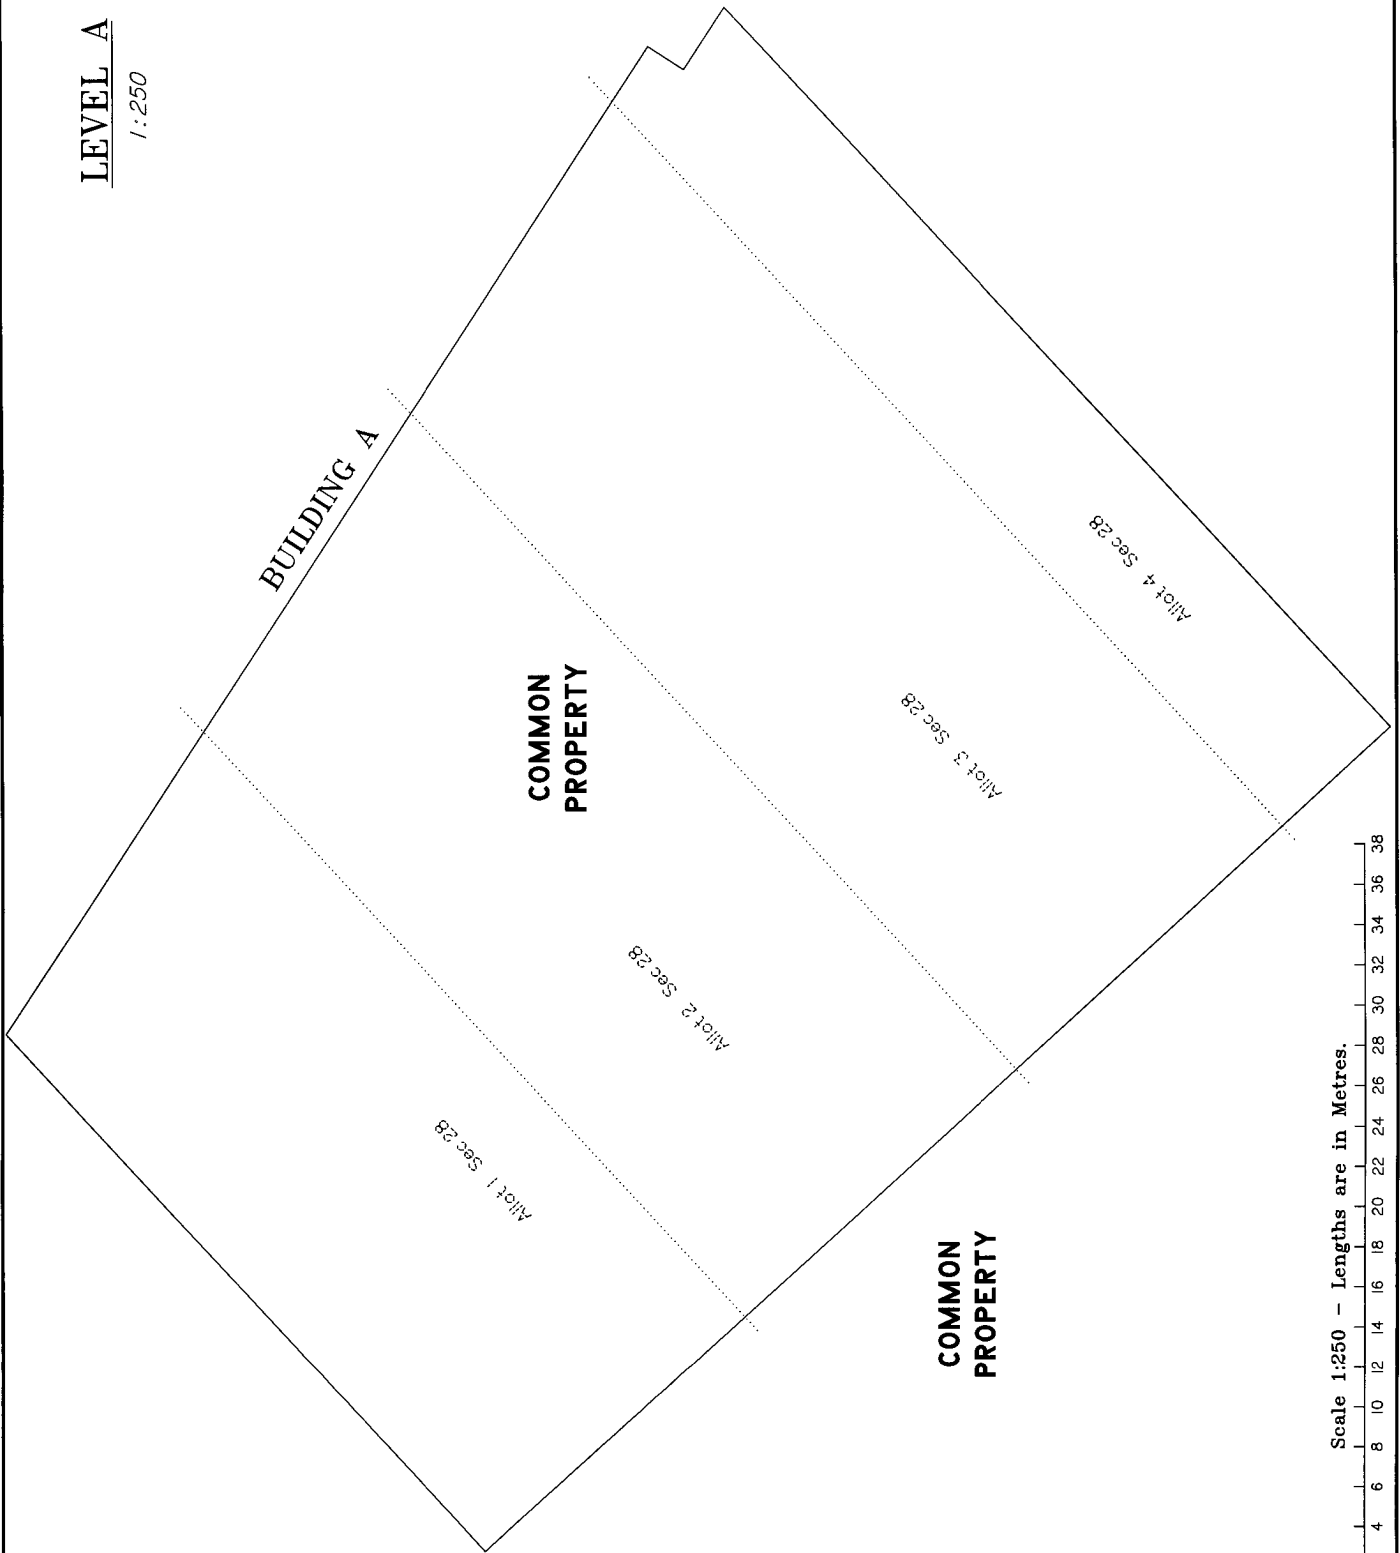 LEVEL A
1:250
BUILDING A
COMMON
PROPERTY
Allot 1 Sec 28
Allot 2 Sec 28
Allot 3 Sec 28
Allot 4 Sec 28
COMMON
PROPERTY
Scale 1:250 – Lengths are in Metres.
4 6 8 10 12 14 16 18 20 22 24 26 28 30 32 34 36 38